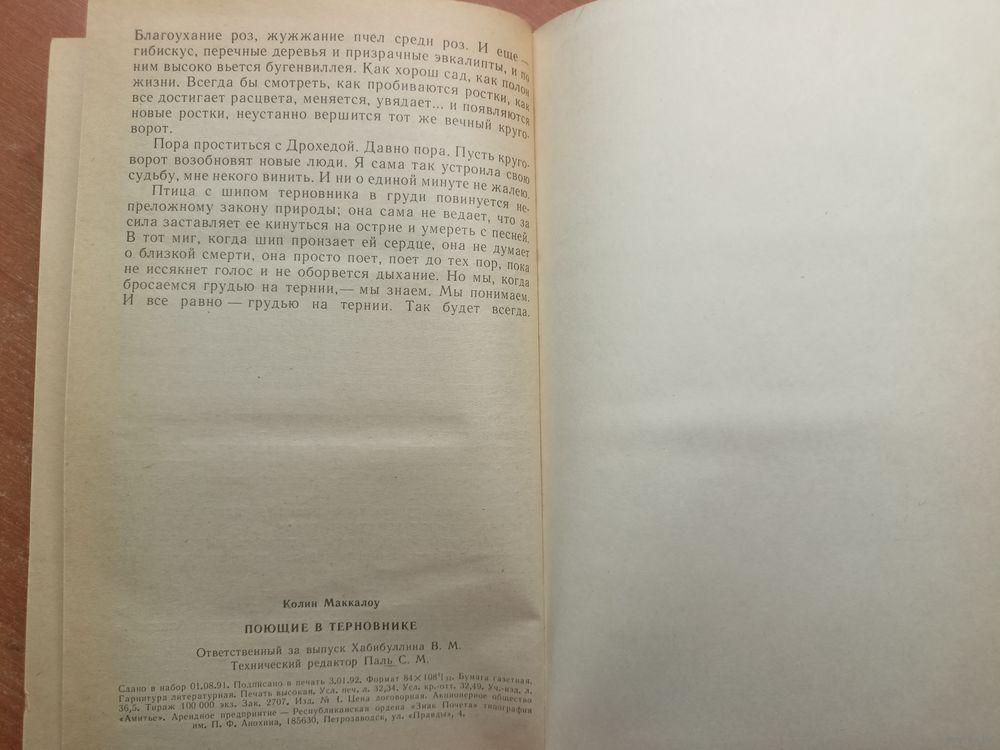 Благоухание роз, жужжание пчел среди роз. И еще —
гибискус, перечные деревья и призрачные эвкалипты, и по
ним высоко вьется бугенвиллея. Как хорош сад, как полон
жизни. Всегда бы смотреть, как пробиваются ростки, как
все достигает расцвета, меняется, увядает... и появляются
новые ростки, неустанно вершится тот же вечный круго-
ворот.
Пора проститься с Дрохедой. Давно пора. Пусть круго-
ворот возобновят новые люди. Я сама так устроила свою
судьбу, мне некого винить. И ни о единой минуте не жалею.
Птица с шипом терновника в груди повинуется не-
преложному закону природы; она сама не ведает, что за
сила заставляет ее кинуться на острие и умереть с песней.
В тот миг, когда шип пронзает ей сердце, она не думает
о близкой смерти, она просто поет, поет до тех пор, пока
не иссякнет голос и не оборвется дыхание. Но мы, когда
бросаемся грудью на тернии,— мы знаем. Мы понимаем.
И все равно — грудью на тернии. Так будет всегда.
Колин Маккалоу
ПОЮЩИЕ В ТЕРНОВНИКЕ
Ответственный за выпуск Хабибуллина В. М.
Технический редактор Паль С. М.
Сдано в набор 01.08.91. Подписано в печать 3.01.92. Формат 84×108¹/₃₂. Бумага газетная.
Гарнитура литературная. Печать высокая. Усл. печ. л. 32,34. Усл. кр.-отт. 32,49. Уч.-изд. л.
36,5. Тираж 100 000 экз. Зак. 2707. Изд. № 1. Цена договорная. Акционерное общество
«Амитье». Арендное предприятие — Республиканская ордена «Знак Почета» типография
им. П. Ф. Анохина, 185630, Петрозаводск, ул. «Правды», 4.